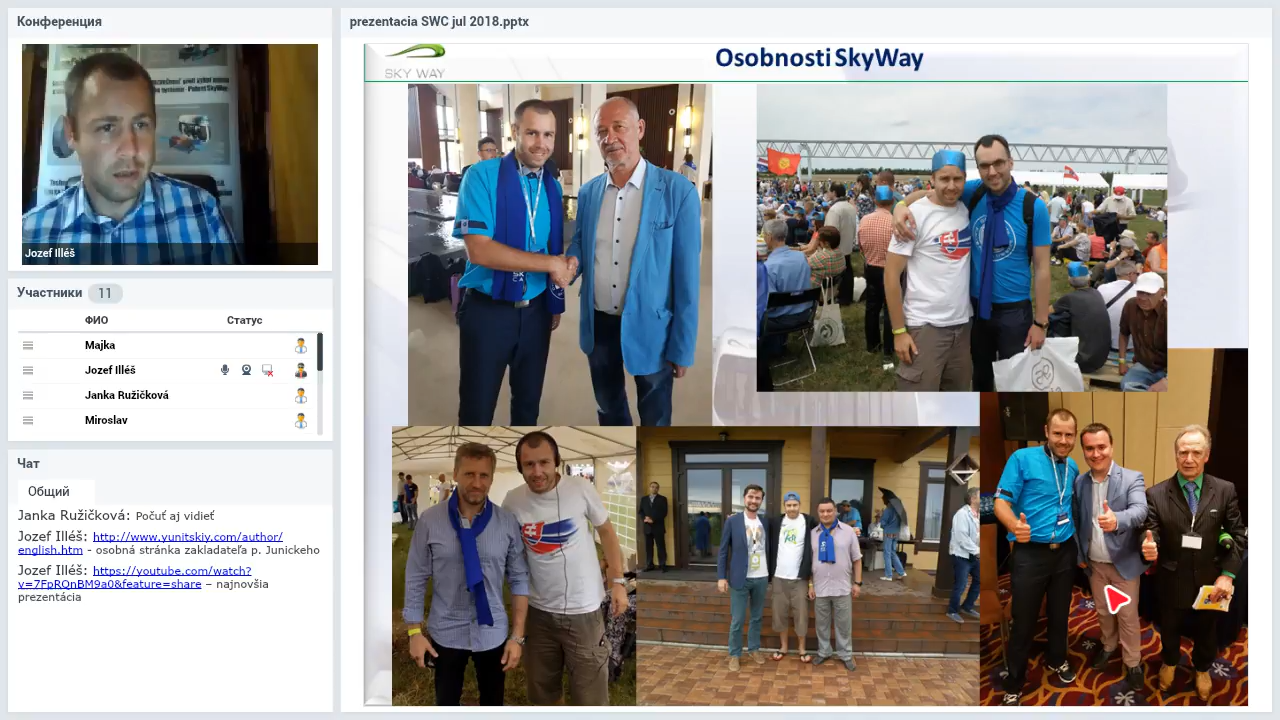 Конференция
Jozef Illéš
Участники 11
ФИО Статус
Majka
Jozef Illéš
Janka Ružičková
Miroslav
Чат
Общий
Janka Ružičková: Počuť aj vidieť
Jozef Illéš: http://www.yunitskiy.com/author/
english.htm - osobná stránka zakladateľa p. Junickeho
Jozef Illéš: https://youtube.com/watch?
v=7FpRQnBM9a0&feature=share – najnovšia
prezentácia
prezentacia SWC jul 2018.pptx
SKY WAY
Osobnosti SkyWay